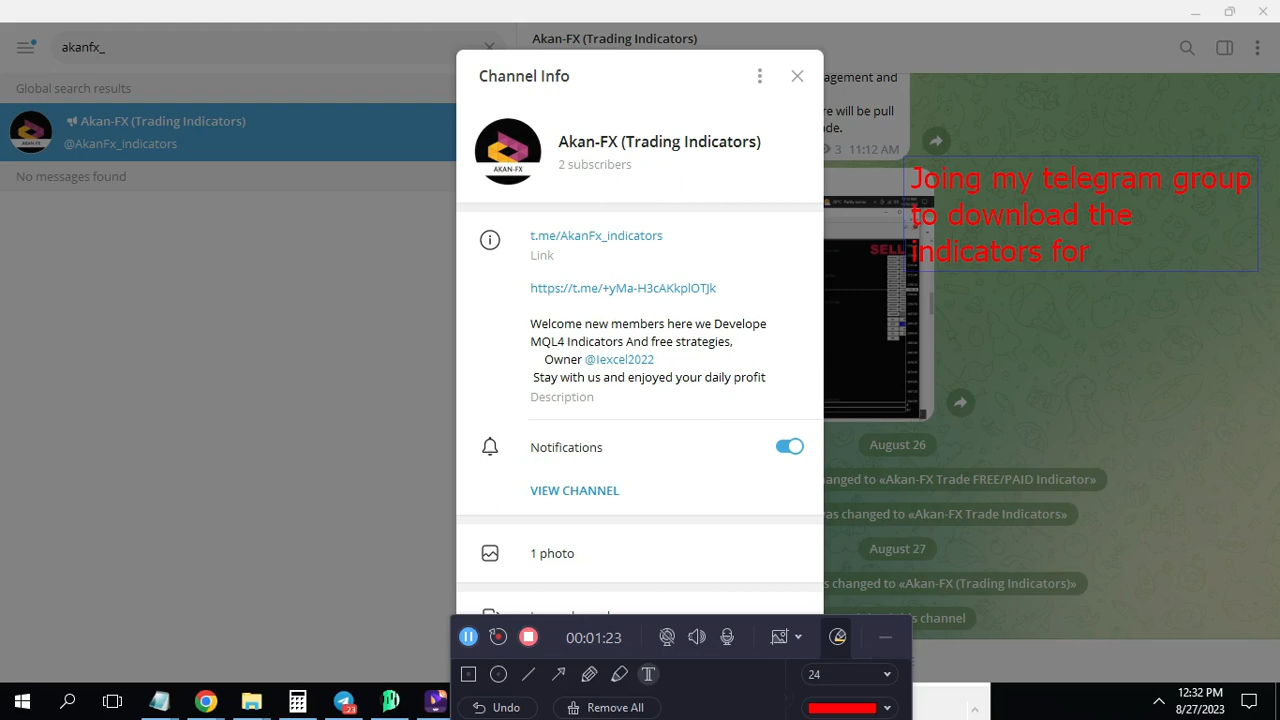 akanfx_
Akan-FX (Trading Indicators)
Channel Info
Global search results
Akan-FX (Trading Indicators)
@AkanFx_Indicators
No messages found
AKAN-FX
Akan-FX (Trading Indicators)
2 subscribers
t.me/AkanFx_indicators
Link
https://t.me/+yMa-H3cAKkplOTJk
Welcome new members here we Develope
MQL4 Indicators And free strategies,
Owner @Iexcel2022
Stay with us and enjoyed your daily profit
Description
Notifications
VIEW CHANNEL
1 photo
agement and
re will be pull
de.
3 11:12 AM
Joing my telegram group
to download the
indicators for
SELL
August 26
anged to «Akan-FX Trade FREE/PAID Indicator»
as changed to «Akan-FX Trade Indicators»
August 27
s changed to «Akan-FX (Trading Indicators)»
s channel
00:01:23
24
Undo
Remove All
23
12:32 PM
8/27/2023